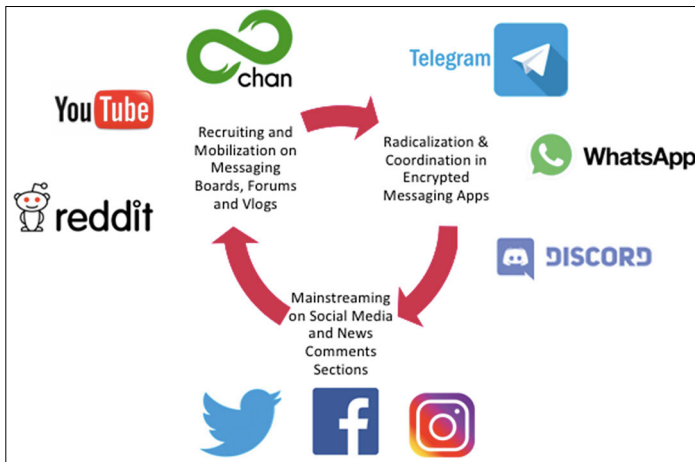 chan
Telegram
YouTube
Recruiting and
Mobilization on
Messaging
Boards, Forums
and Vlogs
Radicalization &
Coordination in
Encrypted
Messaging Apps
WhatsApp
reddit
DISCORD
Mainstreaming
on Social Media
and News
Comments
Sections
f